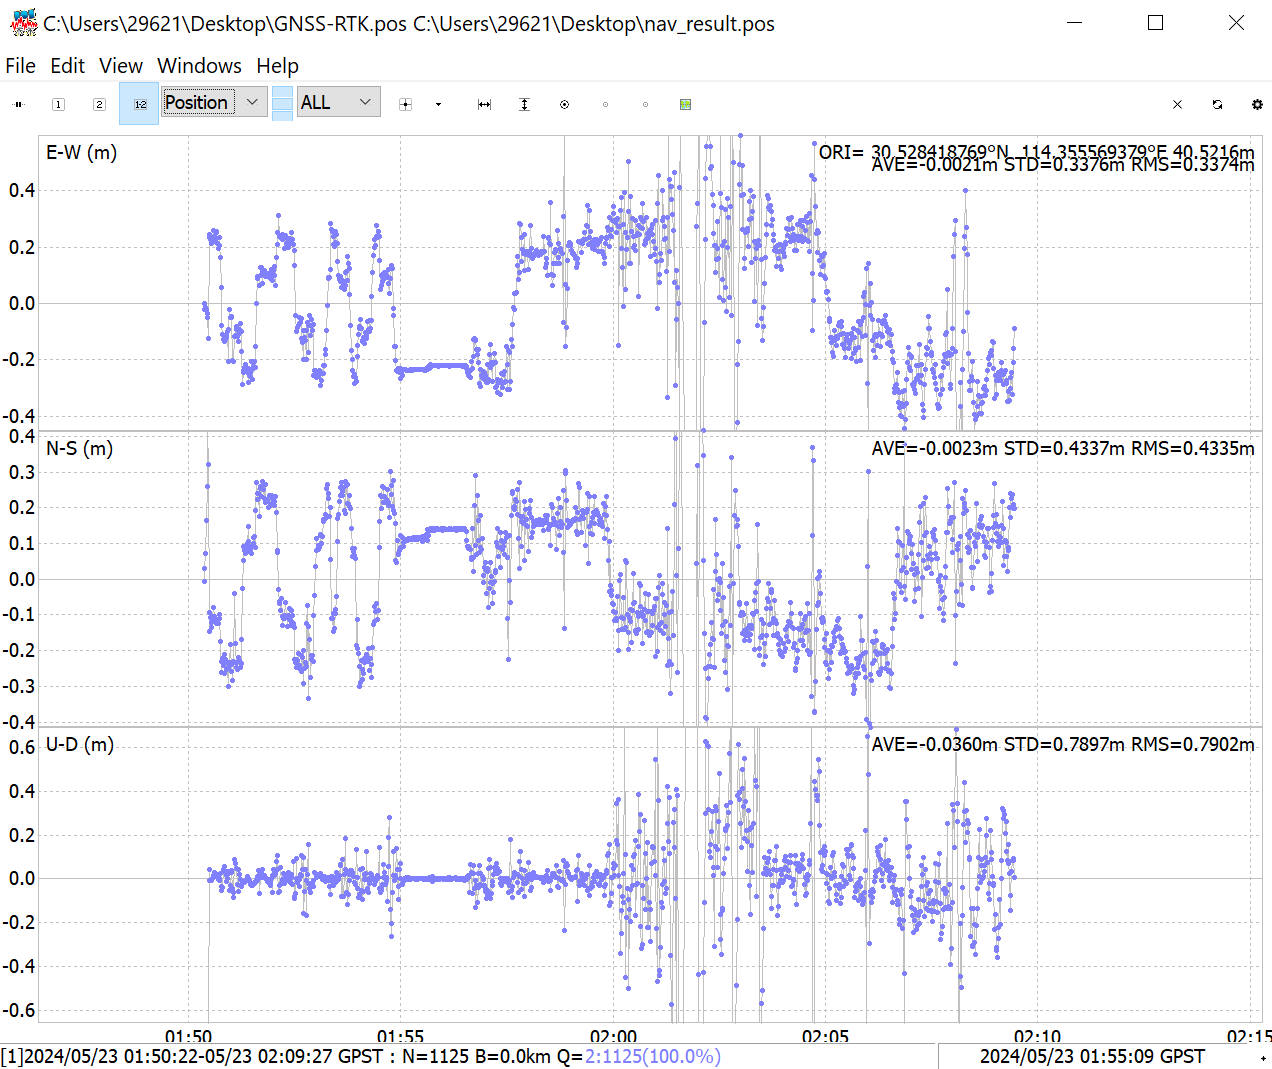 C:\Users\29621\Desktop\GNSS-RTK.pos C:\Users\29621\Desktop\nav_result.pos
File Edit View Windows Help
1 2 1-2 Position ALL
E-W (m)
ORI= 30.528418769°N 114.355569379°E 40.5216m
AVE=-0.0021m STD=0.3376m RMS=0.3374m
0.4
0.2
0.0
-0.2
-0.4
N-S (m)
AVE=-0.0023m STD=0.4337m RMS=0.4335m
0.4
0.3
0.2
0.1
0.0
-0.1
-0.2
-0.3
-0.4
U-D (m)
AVE=-0.0360m STD=0.7897m RMS=0.7902m
0.6
0.4
0.2
0.0
-0.2
-0.4
-0.6
01:50 01:55 02:00 02:05 02:10 02:15
[1]2024/05/23 01:50:22-05/23 02:09:27 GPST : N=1125 B=0.0km Q=2:1125(100.0%)
2024/05/23 01:55:09 GPST